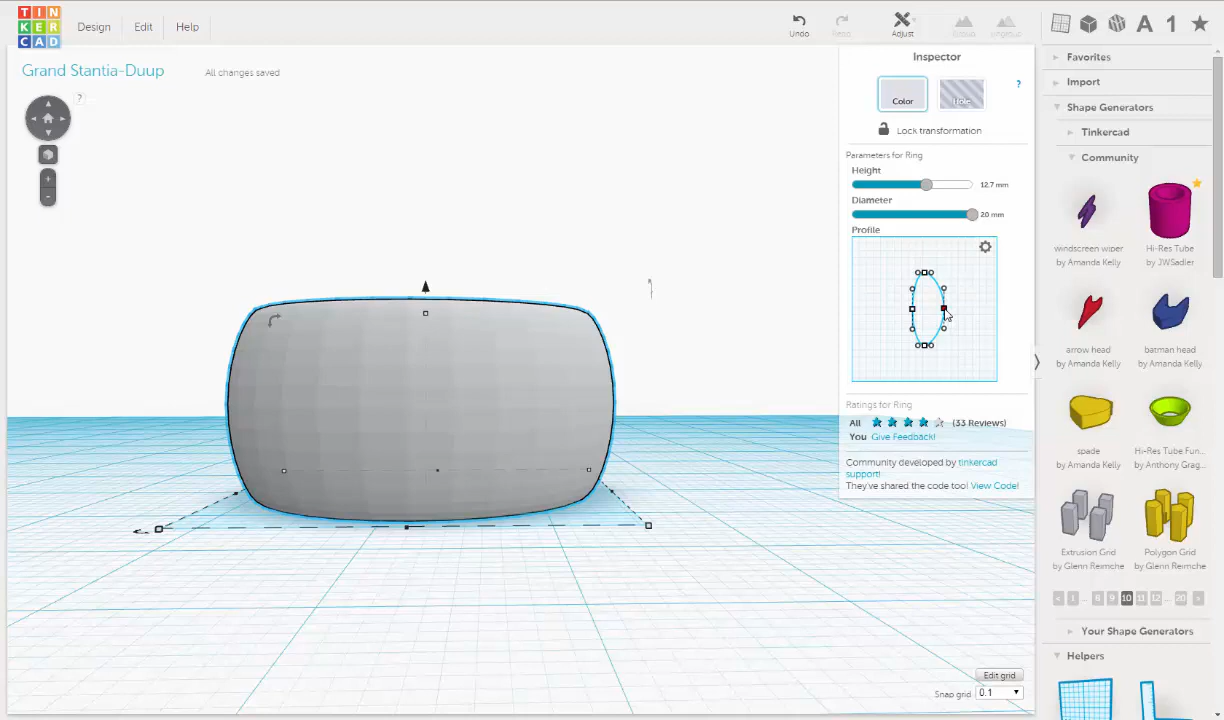 TIN
KER
CAD
Design
Edit
Help
Undo
Redo
Adjust
Group
Ungroup
A
1
Grand Stantia-Duup
All changes saved
?
Inspector
Color
Hole
?
Lock transformation
Parameters for Ring
Height
12.7 mm
Diameter
20 mm
Profile
Ratings for Ring
All
(33 Reviews)
You
Give Feedback!
Community developed by tinkercad
support!
They've shared the code too! View Code!
Favorites
Import
Shape Generators
Tinkercad
Community
windscreen wiper
by Amanda Kelly
Hi-Res Tube
by JWSadler
arrow head
by Amanda Kelly
batman head
by Amanda Kelly
spade
by Amanda Kelly
Hi-Res Tube Fun...
by Anthony Grag...
Extrusion Grid
by Glenn Reimche
Polygon Grid
by Glenn Reimche
« 1 ... 8 9 10 11 12 ... 20 »
Your Shape Generators
Helpers
Edit grid
Snap grid
0.1